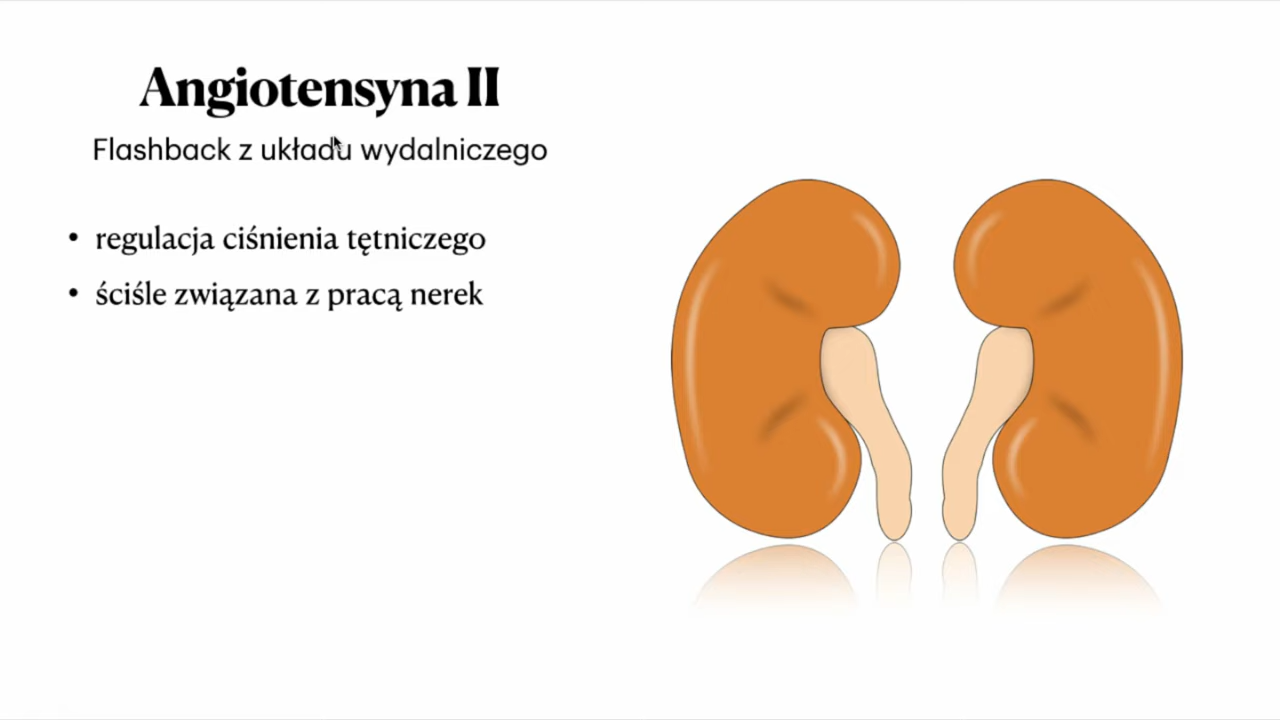 Angiotensyna II
Flashback z układu wydalniczego
• regulacja ciśnienia tętniczego
• ściśle związana z pracą nerek